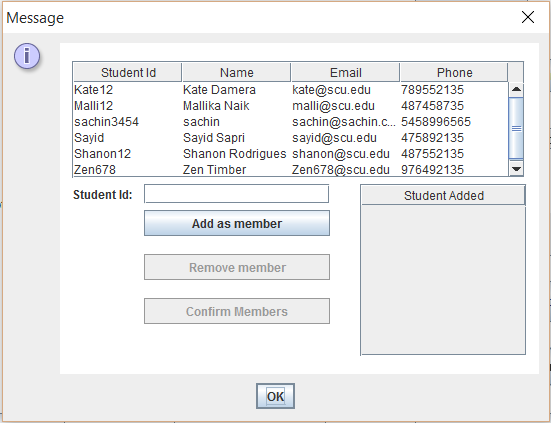 Message
Student Id Name Email Phone
Kate12 Kate Damera kate@scu.edu 789552135
Malli12 Mallika Naik malli@scu.edu 487458735
sachin3454 sachin sachin@sachin.c... 5458996565
Sayid Sayid Sapri sayid@scu.edu 475892135
Shanon12 Shanon Rodrigues shanon@scu.edu 487552135
Zen678 Zen Timber Zen678@scu.edu 976492135
Student Id:
Student Added
Add as member
Remove member
Confirm Members
OK